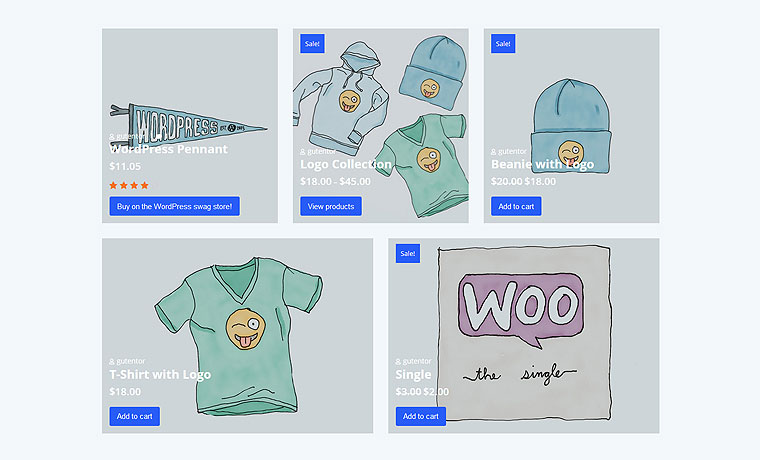 WORDPRESS EST 2003
gutentor
WordPress Pennant
$11.05
Buy on the WordPress swag store!
Sale!
gutentor
Logo Collection
$18.00 - $45.00
View products
Sale!
gutentor
Beanie with Logo
$20.00 $18.00
Add to cart
gutentor
T-Shirt with Logo
$18.00
Add to cart
Sale!
WOO
the single
gutentor
Single
$3.00 $2.00
Add to cart